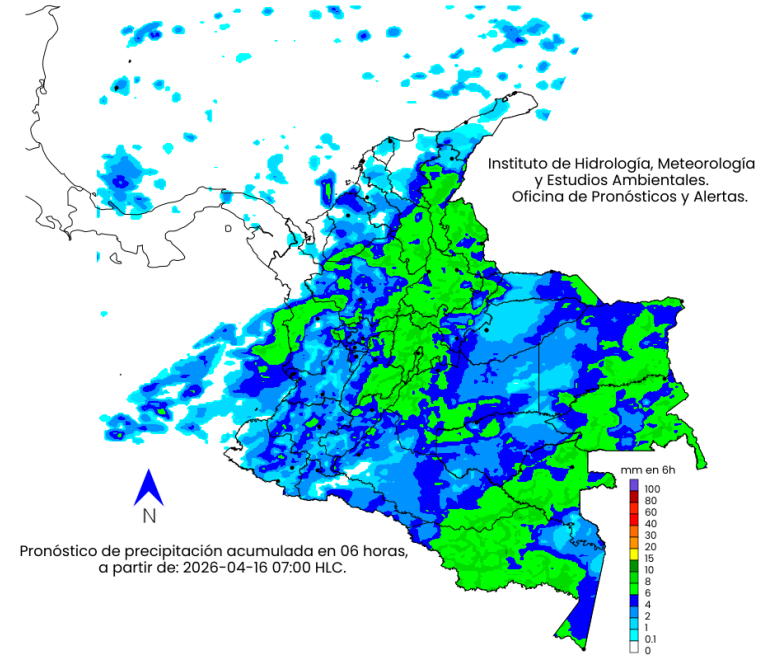 Instituto de Hidrología, Meteorología
y Estudios Ambientales.
Oficina de Pronósticos y Alertas.
mm en 6h
100
80
60
40
30
20
15
10
8
6
4
2
1
0.1
0
N
Pronóstico de precipitación acumulada en 06 horas,
a partir de: 2026-04-16 07:00 HLC.